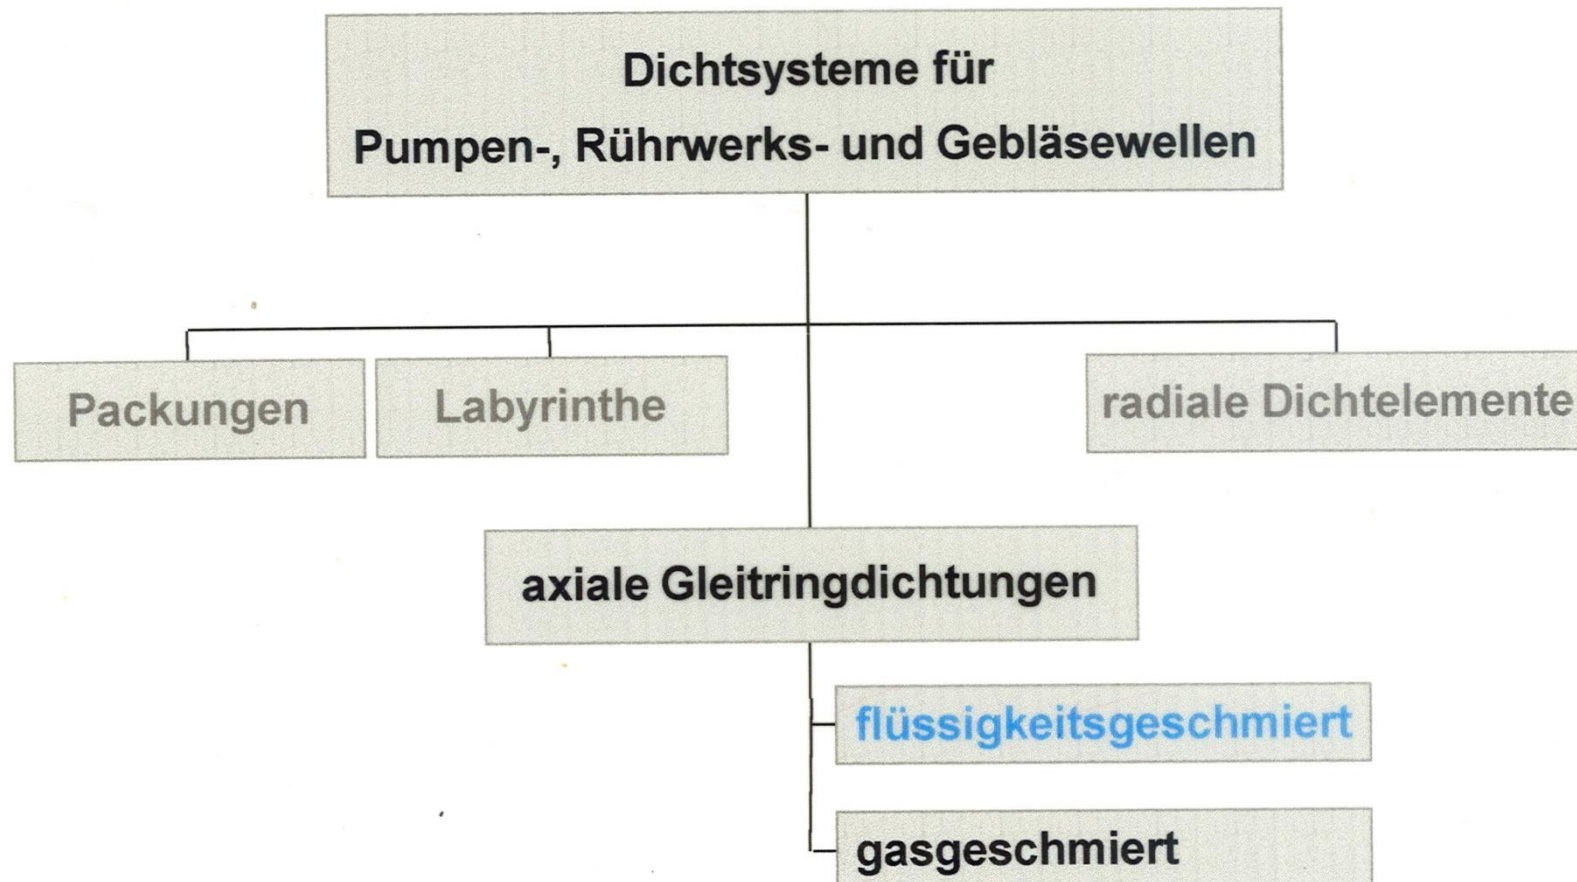 Dichtsysteme für
Pumpen-, Rührwerks- und Gebläsewellen
Packungen
Labyrinthe
radiale Dichtelemente
axiale Gleitringdichtungen
flüssigkeitsgeschmiert
gasgeschmiert